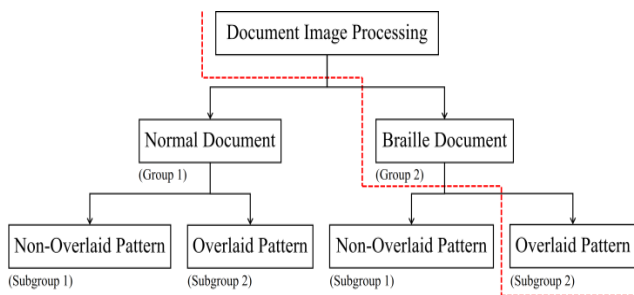 Document Image Processing
Normal Document
Braille Document
(Group 1)
(Group 2)
Non-Overlaid Pattern
Overlaid Pattern
Non-Overlaid Pattern
Overlaid Pattern
(Subgroup 1)
(Subgroup 2)
(Subgroup 1)
(Subgroup 2)